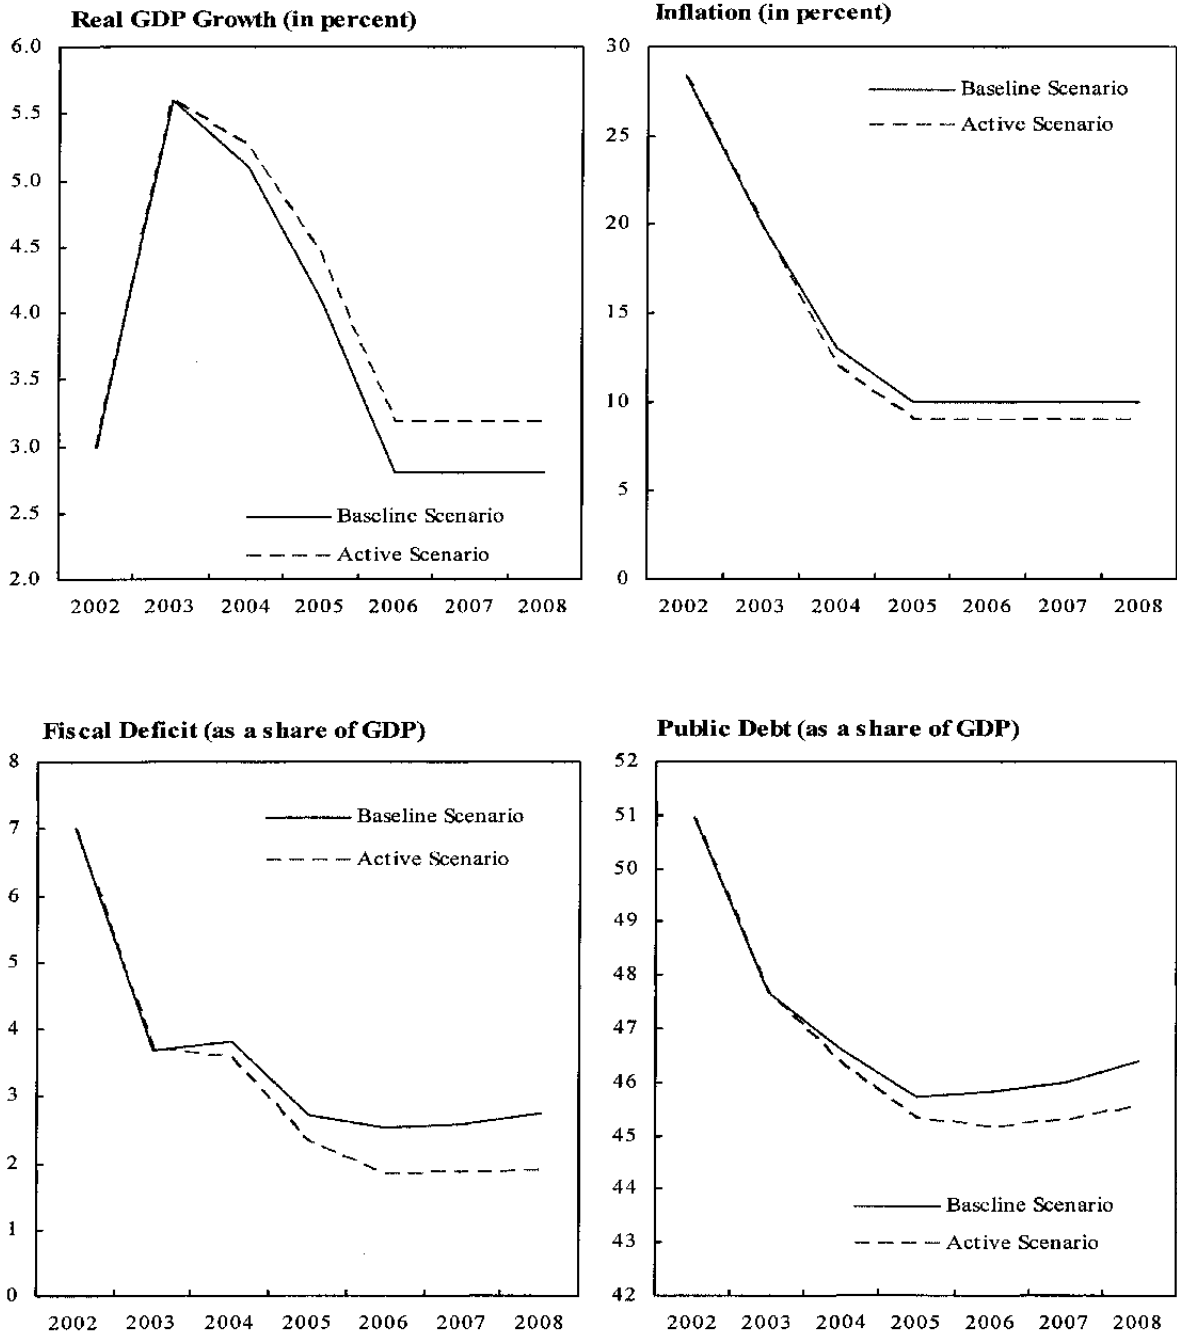 Real GDP Growth (in percent)
6.0
5.5
5.0
4.5
4.0
3.5
3.0
2.5
2.0
Baseline Scenario
Active Scenario
2002 2003 2004 2005 2006 2007 2008
Inflation (in percent)
30
25
20
15
10
5
0
Baseline Scenario
Active Scenario
2002 2003 2004 2005 2006 2007 2008
Fiscal Deficit (as a share of GDP)
8
7
6
5
4
3
2
1
0
Baseline Scenario
Active Scenario
2002 2003 2004 2005 2006 2007 2008
Public Debt (as a share of GDP)
52
51
50
49
48
47
46
45
44
43
42
Baseline Scenario
Active Scenario
2002 2003 2004 2005 2006 2007 2008